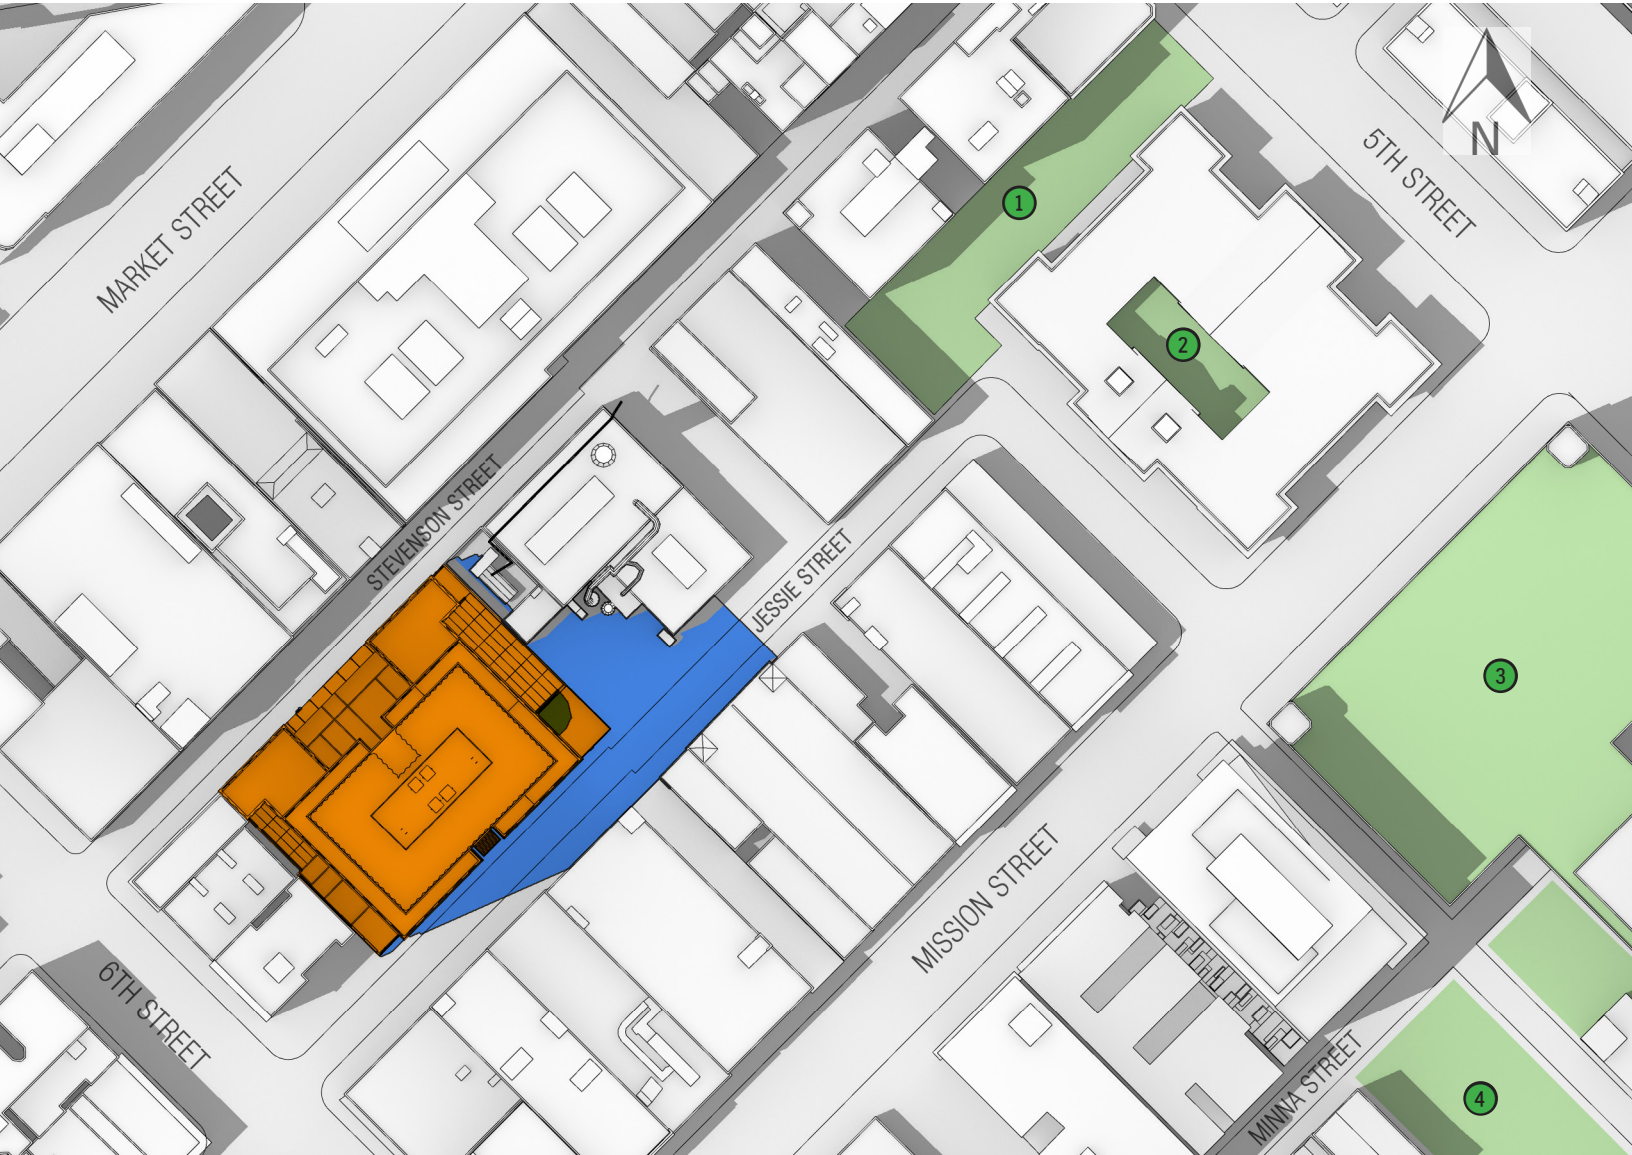 N
5TH STREET
MARKET STREET
1
2
STEVENSON STREET
JESSIE STREET
3
MISSION STREET
6TH STREET
MINNA STREET
4